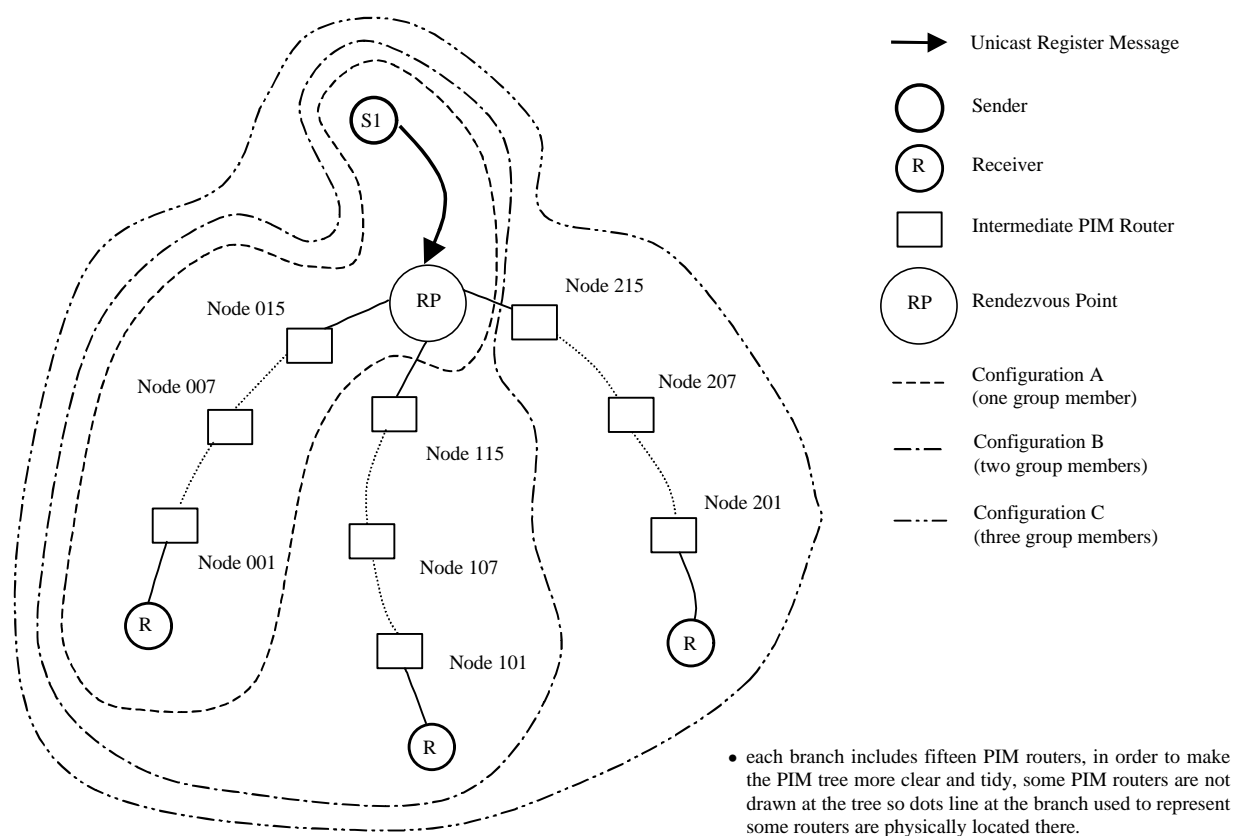 S1
RP
Node 015
Node 215
Node 007
Node 207
Node 115
Node 201
Node 001
Node 107
R
Node 101
R
R
Unicast Register Message
Sender
R
Receiver
Intermediate PIM Router
RP
Rendezvous Point
Configuration A
(one group member)
Configuration B
(two group members)
Configuration C
(three group members)
• each branch includes fifteen PIM routers, in order to make
the PIM tree more clear and tidy, some PIM routers are not
drawn at the tree so dots line at the branch used to represent
some routers are physically located there.